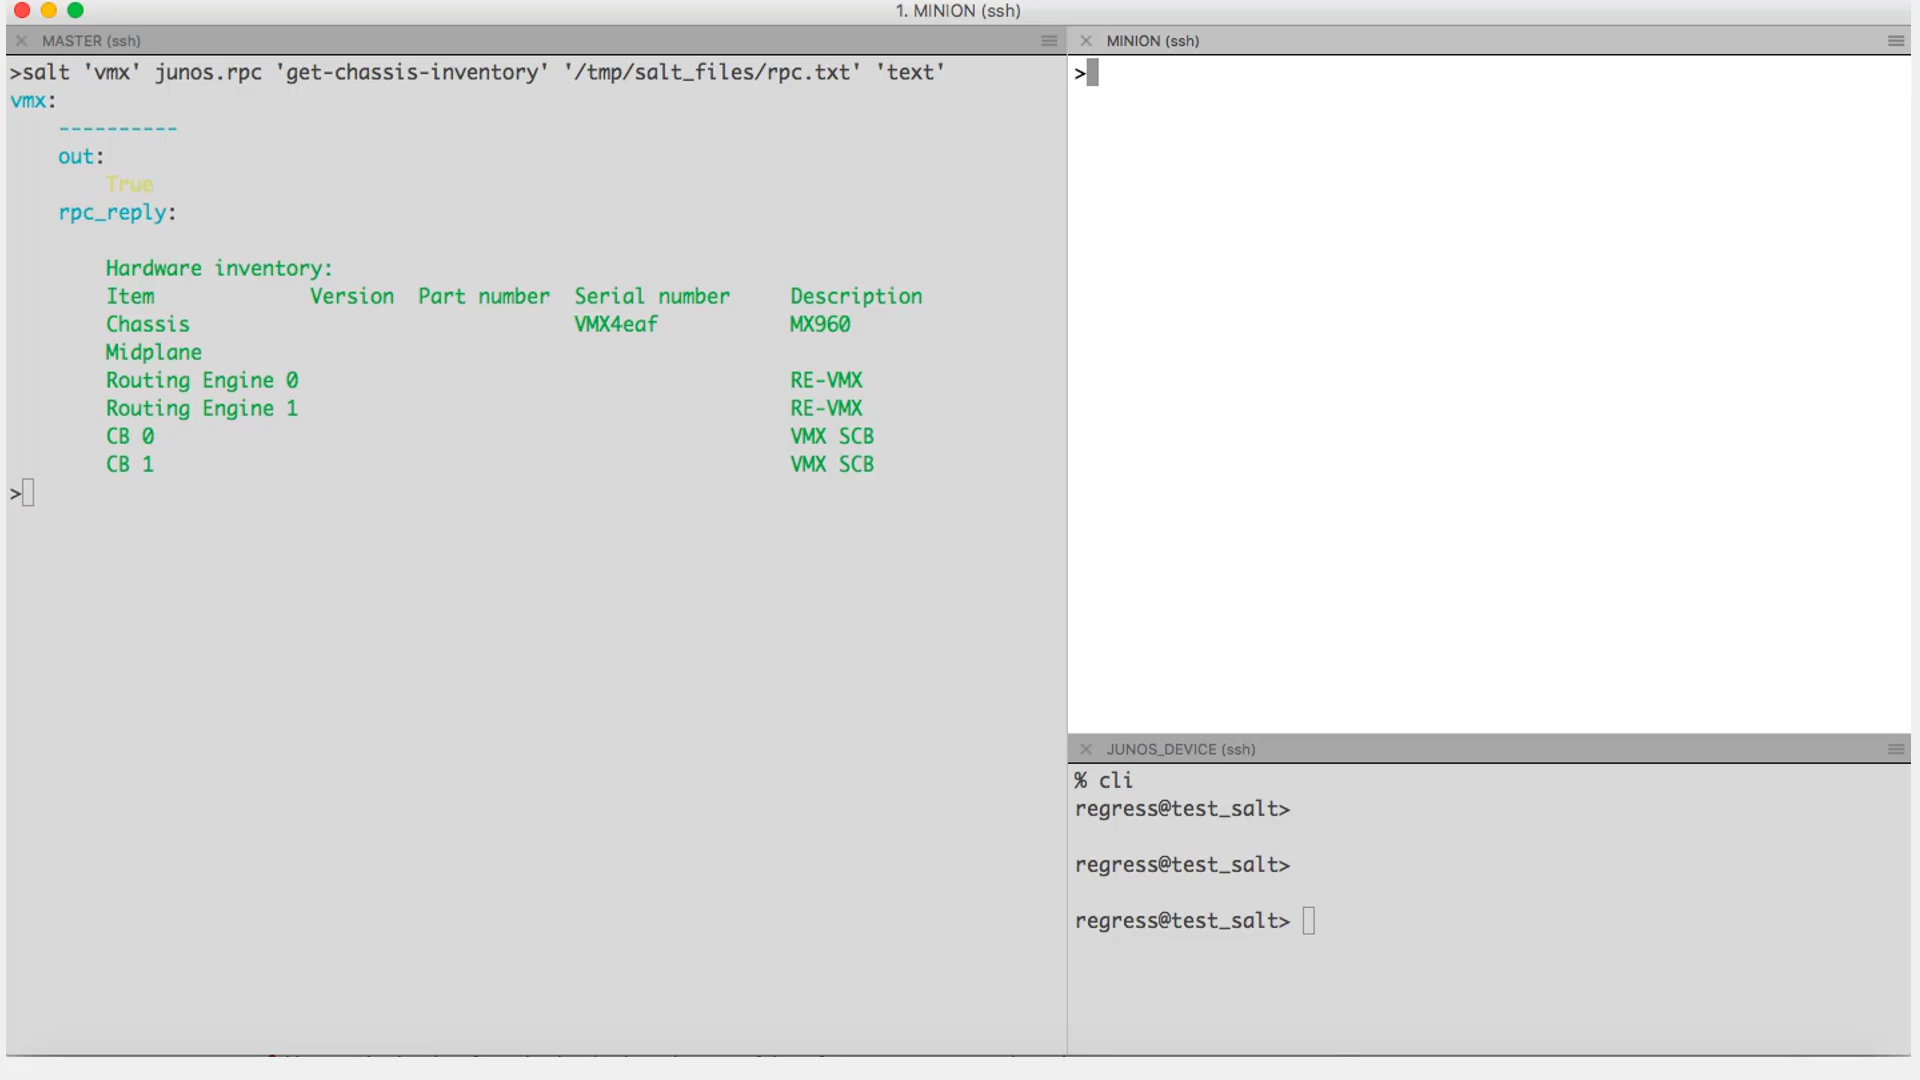 1. MINION (ssh)
MASTER (ssh)
>salt 'vmx' junos.rpc 'get-chassis-inventory' '/tmp/salt_files/rpc.txt' 'text'
vmx:
----------
out:
True
rpc_reply:
Hardware inventory:
Item Version Part number Serial number Description
Chassis VMX4eaf MX960
Midplane
Routing Engine 0 RE-VMX
Routing Engine 1 RE-VMX
CB 0 VMX SCB
CB 1 VMX SCB
>
MINION (ssh)
>
JUNOS_DEVICE (ssh)
% cli
regress@test_salt>
regress@test_salt>
regress@test_salt>